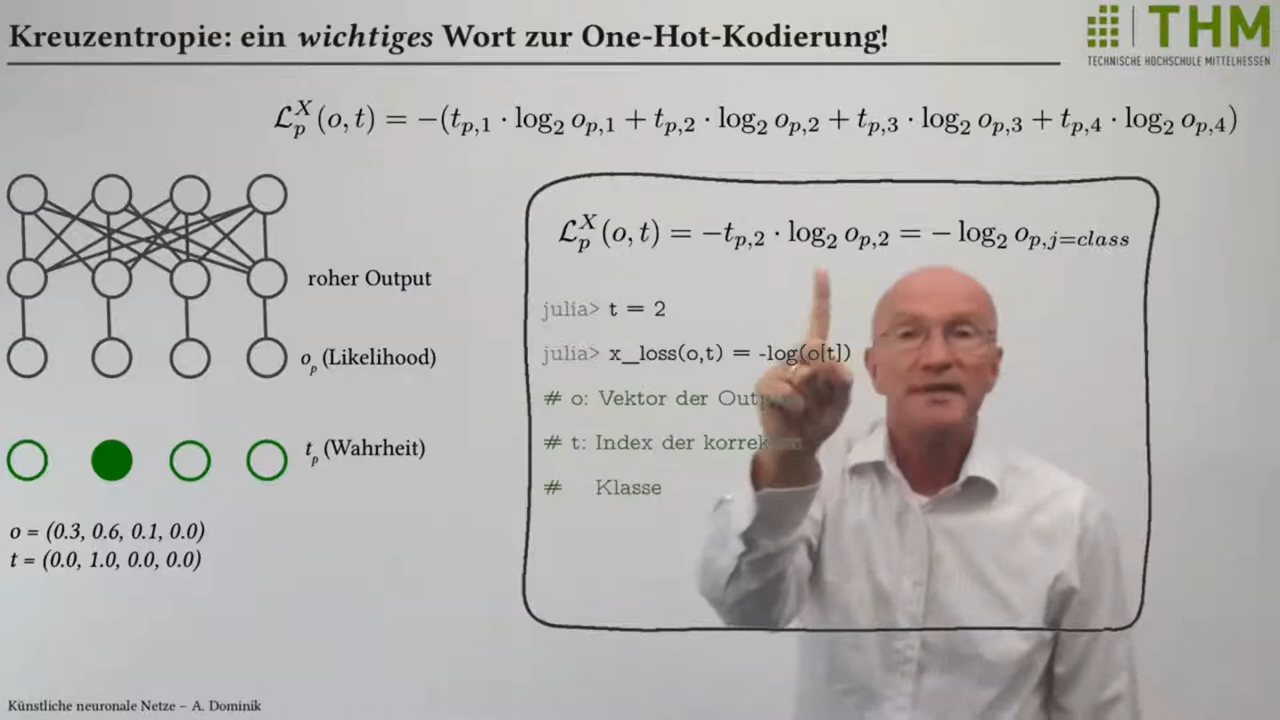 Kreuzentropie: ein wichtiges Wort zur One-Hot-Kodierung!
THM
TECHNISCHE HOCHSCHULE MITTELHESSEN
ℒ_p^X(o, t) = −(t_{p,1} · log₂ o_{p,1} + t_{p,2} · log₂ o_{p,2} + t_{p,3} · log₂ o_{p,3} + t_{p,4} · log₂ o_{p,4})
ℒ_p^X(o, t) = −t_{p,2} · log₂ o_{p,2} = − log₂ o_{p,j=class}
roher Output
o_p (Likelihood)
t_p (Wahrheit)
o = (0.3, 0.6, 0.1, 0.0)
t = (0.0, 1.0, 0.0, 0.0)
julia> t = 2
julia> x_loss(o,t) = -log(o[t])
# o: Vektor der
# t: Index der
# Klasse
Künstliche neuronale Netze – A. Dominik